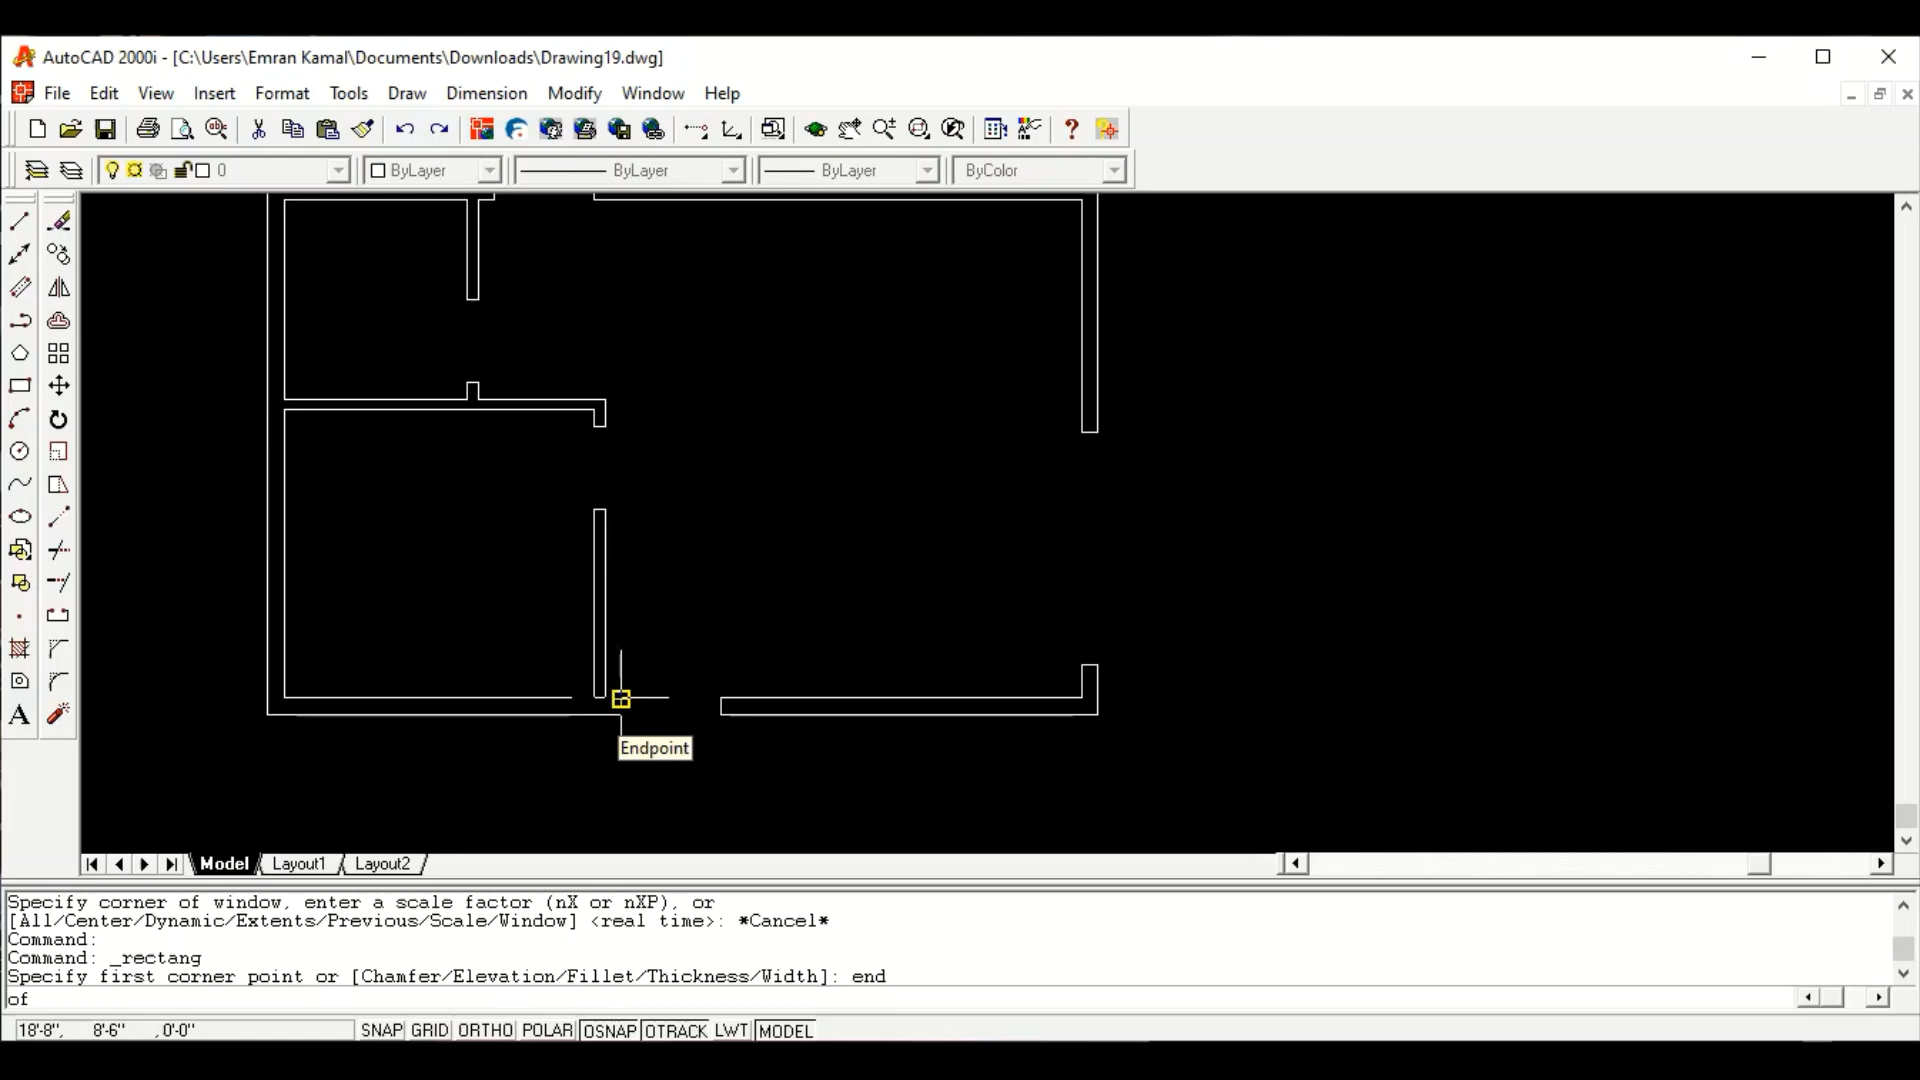 AutoCAD 2000i - [C:\Users\Emran Kamal\Documents\Downloads\Drawing19.dwg]
File Edit View Insert Format Tools Draw Dimension Modify Window Help
0 ByLayer ByLayer ByLayer ByColor
A
Endpoint
Model Layout1 Layout2
Specify corner of window, enter a scale factor (nX or nXP), or
[All/Center/Dynamic/Extents/Previous/Scale/Window] <real time>: *Cancel*
Command:
Command: _rectang
Specify first corner point or [Chamfer/Elevation/Fillet/Thickness/Width]: end
of
18'-8", 8'-6" ,0'-0" SNAP GRID ORTHO POLAR OSNAP OTRACK LWT MODEL